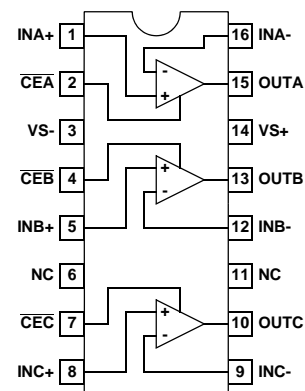 INA+ 1 16 INA-
CEA 2 - + 15 OUTA
VS- 3 14 VS+
CEB 4 + - 13 OUTB
INB+ 5 12 INB-
NC 6 11 NC
CEC 7 + - 10 OUTC
INC+ 8 9 INC-